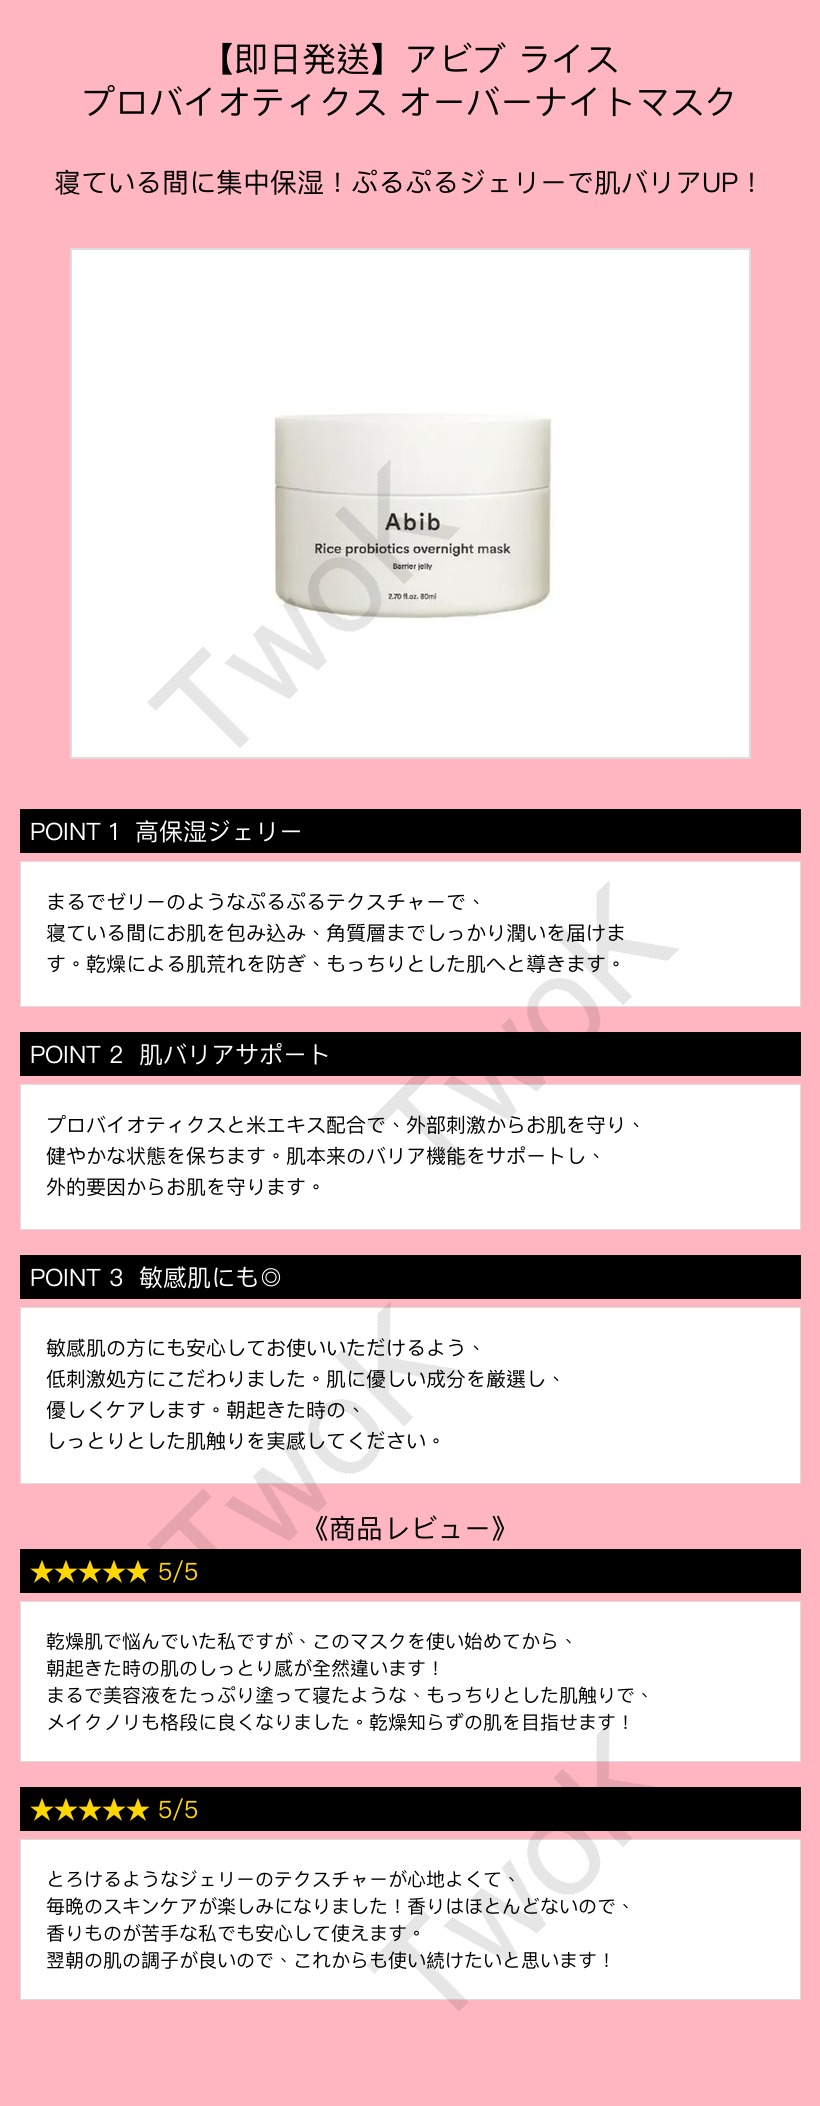 【即日発送】アビブ ライス
プロバイオティクス オーバーナイトマスク
寝ている間に集中保湿！ぷるぷるジェリーで肌バリアUP！
Abib
Rice probiotics overnight mask
Barrier jelly
2.70 fl.oz. 80ml
TwoK
POINT 1 高保湿ジェリー
まるでゼリーのようなぷるぷるテクスチャーで、
寝ている間にお肌を包み込み、角質層までしっかり潤いを届けま
す。乾燥による肌荒れを防ぎ、もっちりとした肌へと導きます。
TwoK
POINT 2 肌バリアサポート
プロバイオティクスと米エキス配合で、外部刺激からお肌を守り、
健やかな状態を保ちます。肌本来のバリア機能をサポートし、
外的要因からお肌を守ります。
POINT 3 敏感肌にも◎
敏感肌の方にも安心してお使いいただけるよう、
低刺激処方にこだわりました。肌に優しい成分を厳選し、
優しくケアします。朝起きた時の、
しっとりとした肌触りを実感してください。
TwoK
《商品レビュー》
★★★★★ 5/5
乾燥肌で悩んでいた私ですが、このマスクを使い始めてから、
朝起きた時の肌のしっとり感が全然違います！
まるで美容液をたっぷり塗って寝たような、もっちりとした肌触りで、
メイクノリも格段に良くなりました。乾燥知らずの肌を目指せます！
★★★★★ 5/5
とろけるようなジェリーのテクスチャーが心地よくて、
毎晩のスキンケアが楽しみになりました！香りはほとんどないので、
香りものが苦手な私でも安心して使えます。
翌朝の肌の調子が良いので、これからも使い続けたいと思います！
TwoK